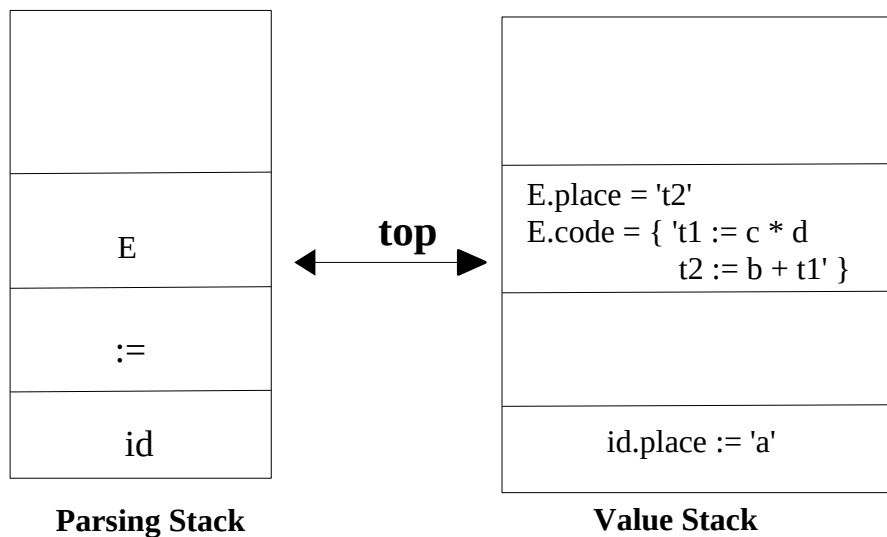 E
:=
id
Parsing Stack
top
E.place = 't2'
E.code = { 't1 := c * d
t2 := b + t1' }
id.place := 'a'
Value Stack